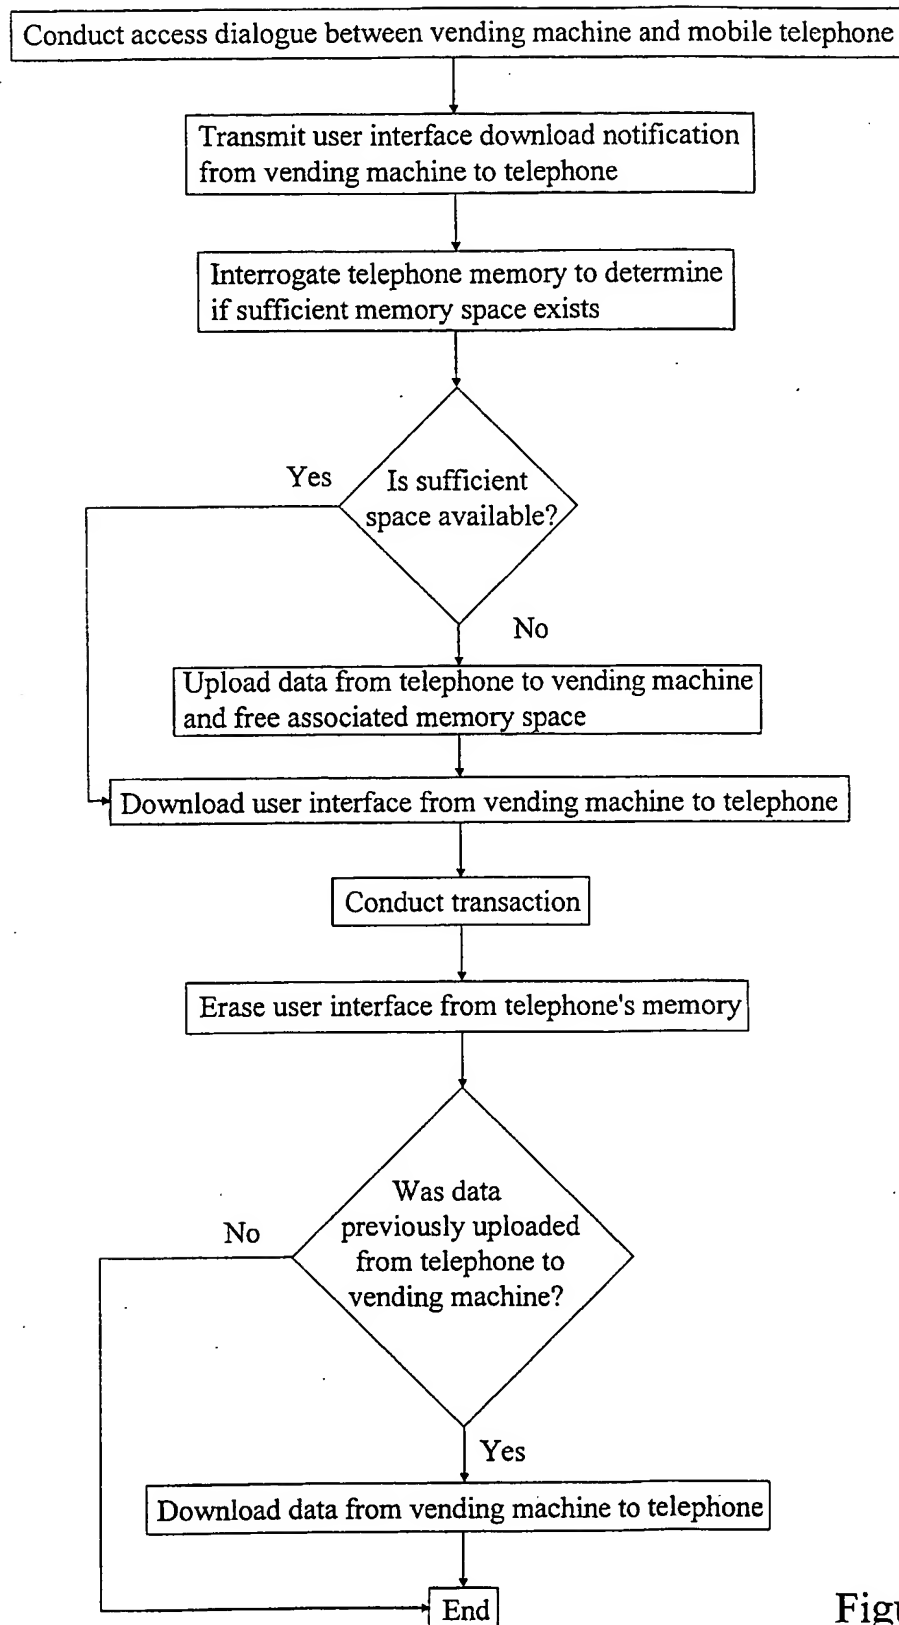 Conduct access dialogue between vending machine and mobile telephone
Transmit user interface download notification
from vending machine to telephone
Interrogate telephone memory to determine
if sufficient memory space exists
Is sufficient
space available?
Yes
No
Upload data from telephone to vending machine
and free associated memory space
Download user interface from vending machine to telephone
Conduct transaction
Erase user interface from telephone's memory
Was data
previously uploaded
from telephone to
vending machine?
No
Yes
Download data from vending machine to telephone
End